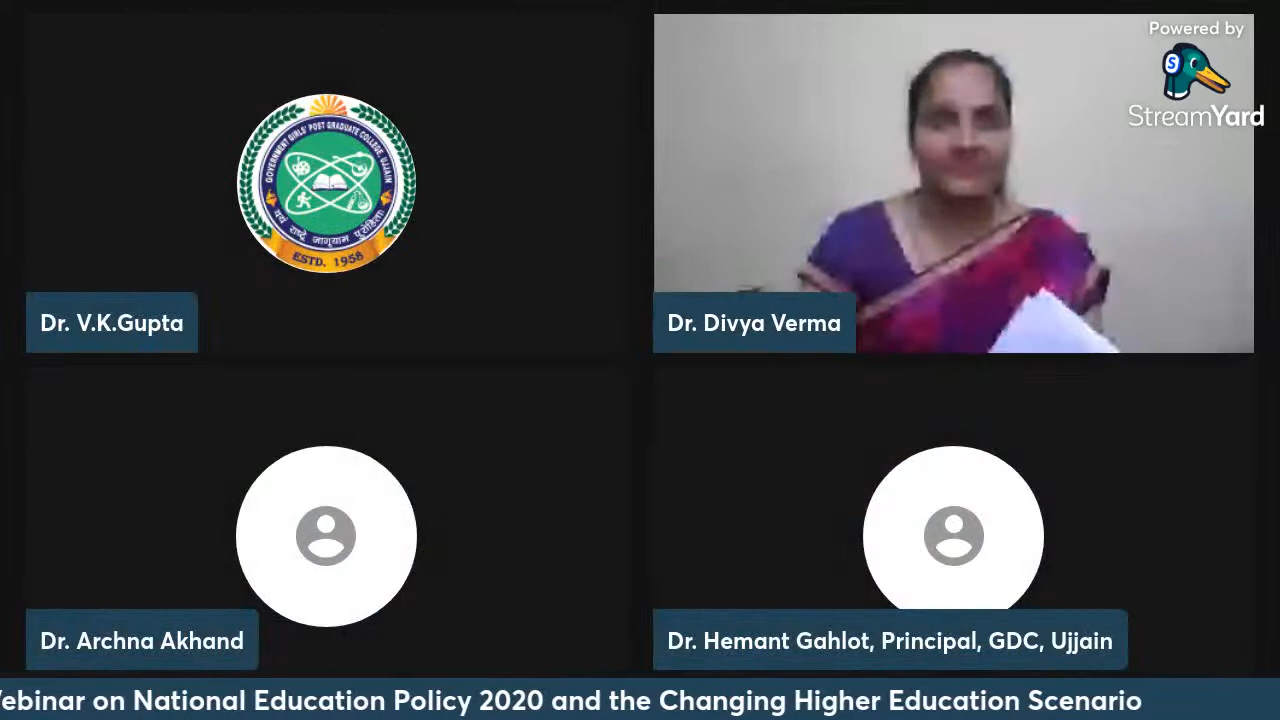 Powered by
StreamYard
GOVERNMENT GIRLS' POST GRADUATE COLLEGE, UJJAIN
वयं राष्ट्रे जागृयाम पुरोहिताः
ESTD. 1958
Dr. V.K.Gupta
Dr. Divya Verma
Dr. Archna Akhand
Dr. Hemant Gahlot, Principal, GDC, Ujjain
ebinar on National Education Policy 2020 and the Changing Higher Education Scenario